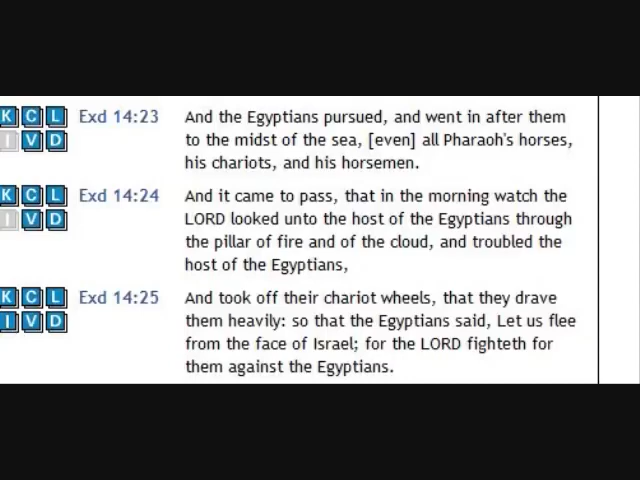 K C L Exd 14:23 And the Egyptians pursued, and went in after them
I V D to the midst of the sea, [even] all Pharaoh's horses,
his chariots, and his horsemen.
K C L Exd 14:24 And it came to pass, that in the morning watch the
I V D LORD looked unto the host of the Egyptians through
the pillar of fire and of the cloud, and troubled the
host of the Egyptians,
K C L Exd 14:25 And took off their chariot wheels, that they drave
I V D them heavily: so that the Egyptians said, Let us flee
from the face of Israel; for the LORD fighteth for
them against the Egyptians.